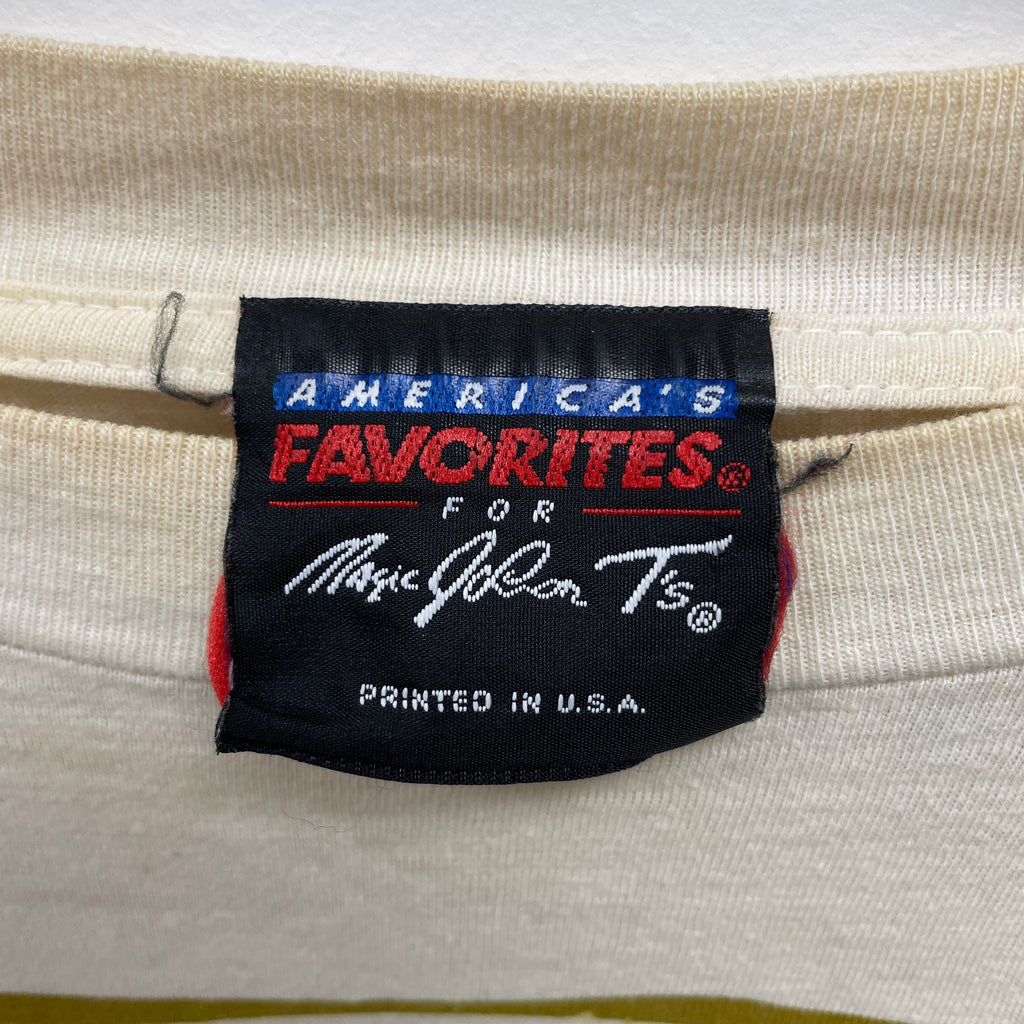 AMERICA'S
FAVORITES®
FOR
Magic Johnson T's®
PRINTED IN U.S.A.